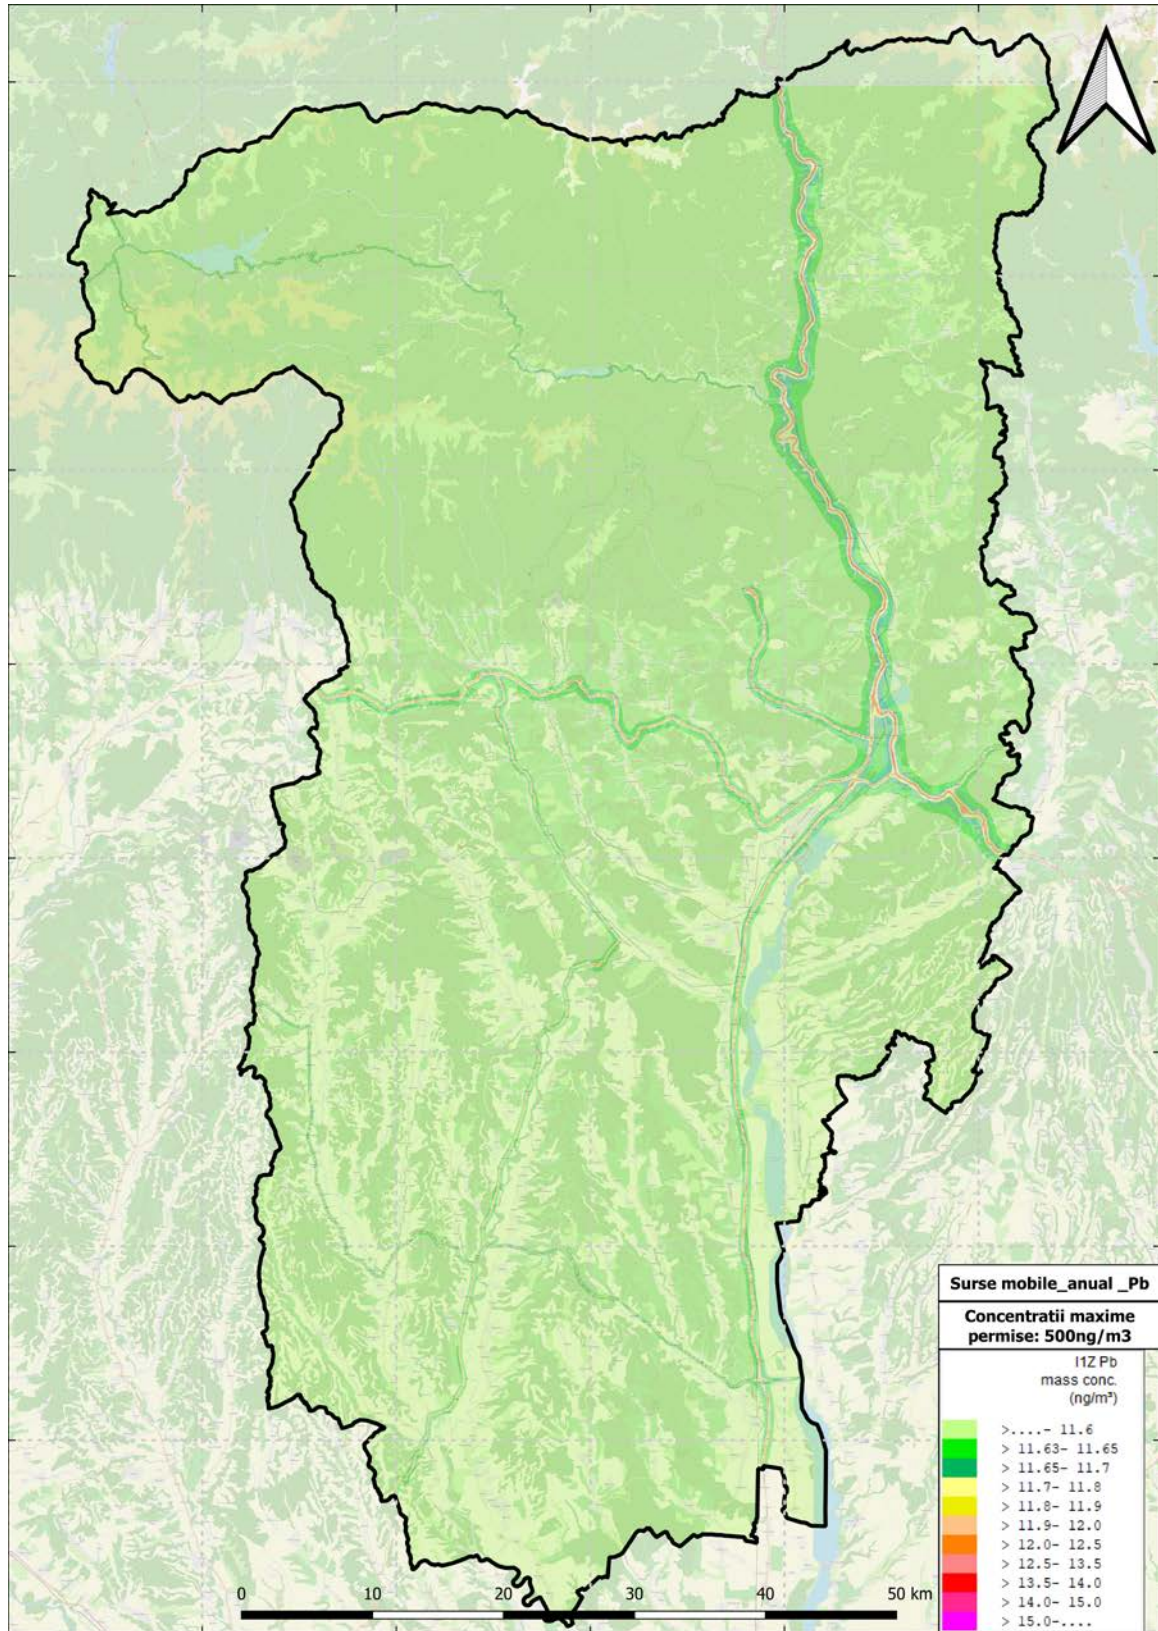 Surse mobile_anual _Pb
Concentratii maxime
permise: 500ng/m3
I1Z Pb
mass conc.
(ng/m³)
>....- 11.6
> 11.63- 11.65
> 11.65- 11.7
> 11.7- 11.8
> 11.8- 11.9
> 11.9- 12.0
> 12.0- 12.5
> 12.5- 13.5
> 13.5- 14.0
> 14.0- 15.0
> 15.0-....
0 10 20 30 40 50 km